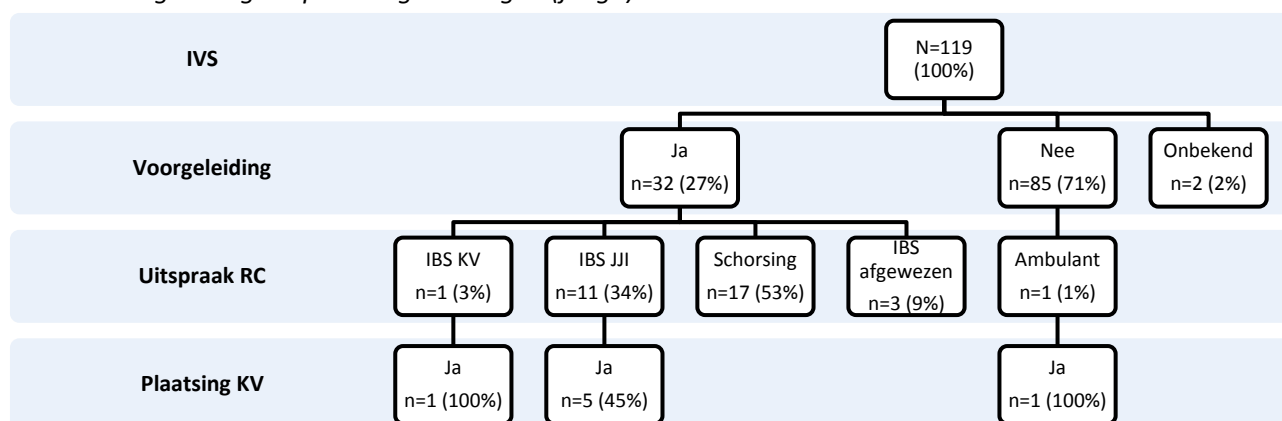 IVS
N=119
(100%)
Voorgeleiding
Ja
n=32 (27%)
Nee
n=85 (71%)
Onbekend
n=2 (2%)
Uitspraak RC
IBS KV
n=1 (3%)
IBS JJI
n=11 (34%)
Schorsing
n=17 (53%)
IBS
afgewezen
n=3 (9%)
Ambulant
n=1 (1%)
Plaatsing KV
Ja
n=1 (100%)
Ja
n=5 (45%)
Ja
n=1 (100%)